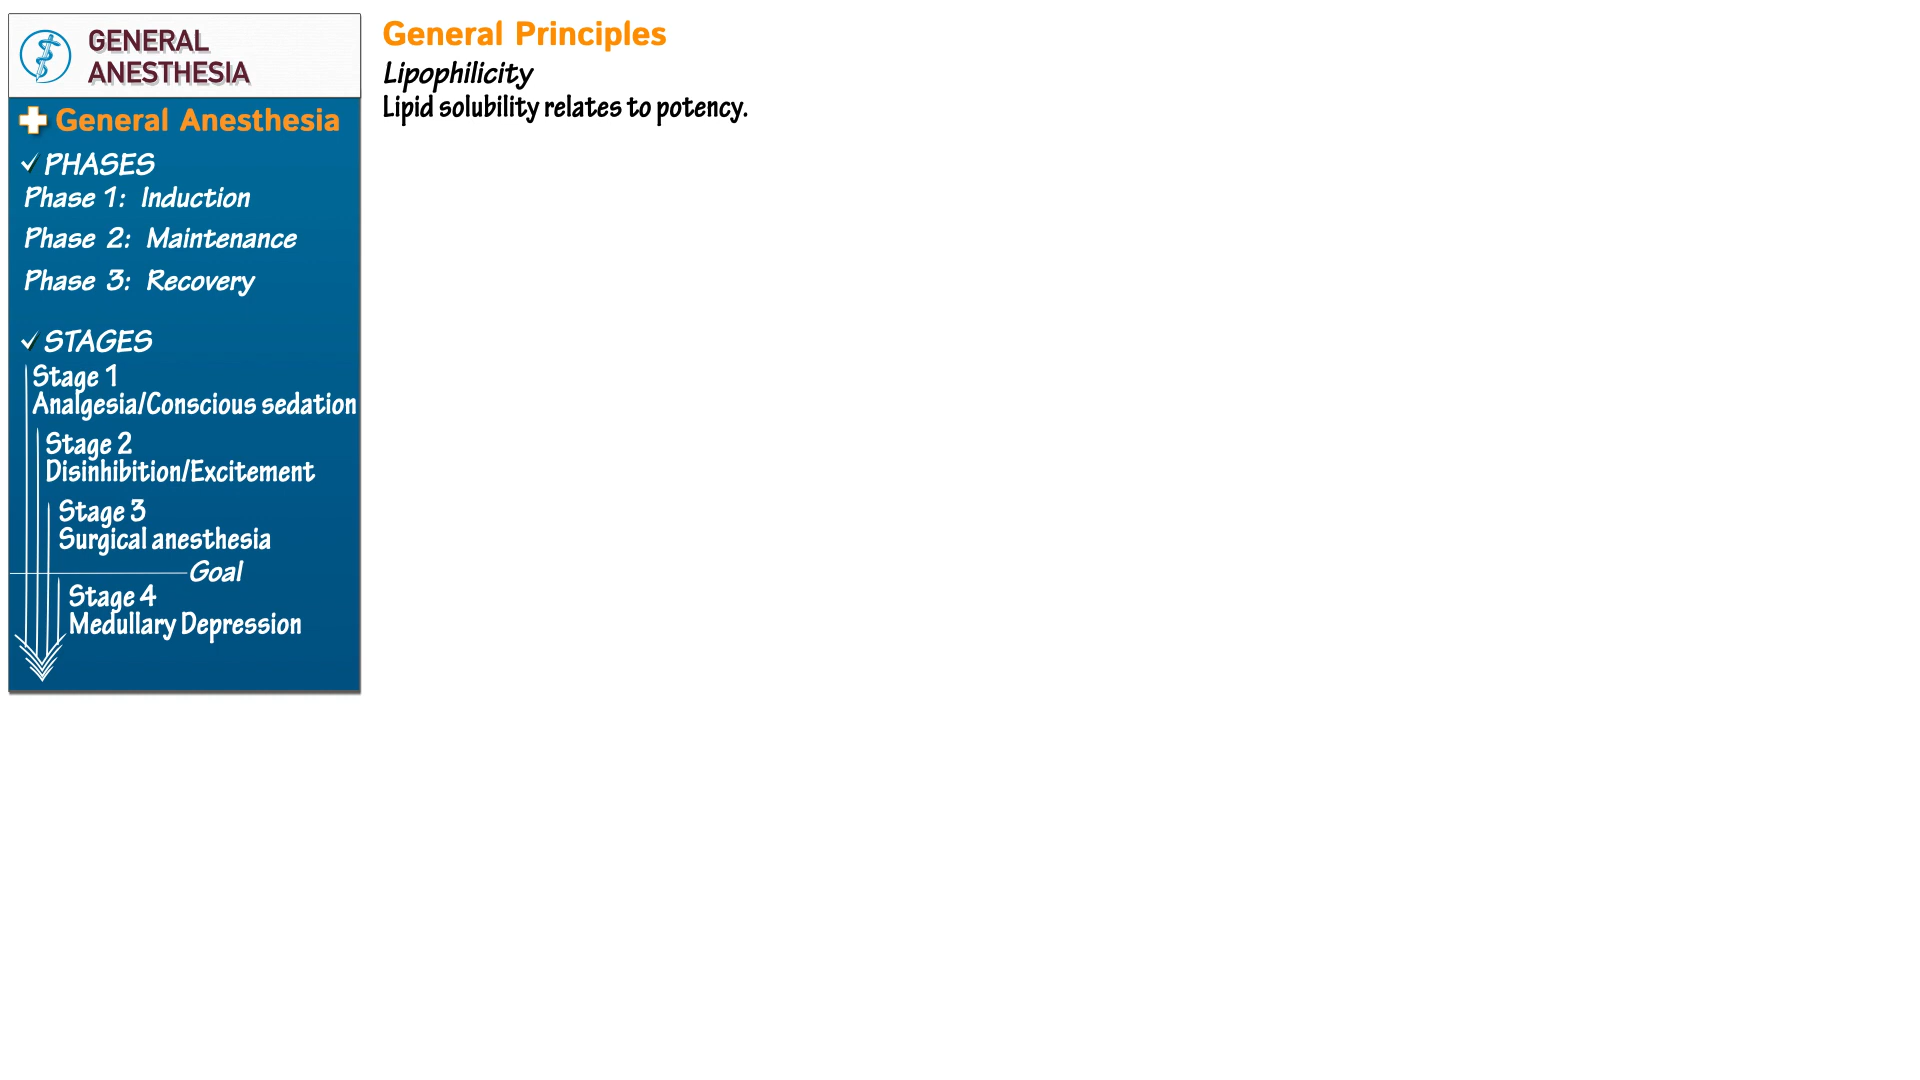 GENERAL
ANESTHESIA
General Anesthesia
PHASES
Phase 1: Induction
Phase 2: Maintenance
Phase 3: Recovery
STAGES
Stage 1
Analgesia/Conscious sedation
Stage 2
Disinhibition/Excitement
Stage 3
Surgical anesthesia
Goal
Stage 4
Medullary Depression
General Principles
Lipophilicity
Lipid solubility relates to potency.